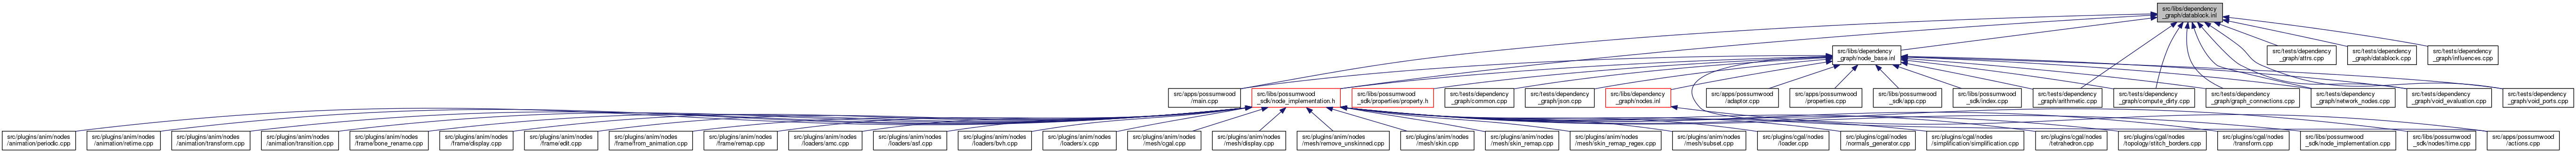 src/libs/dependency
_graph/datablock.inl
src/libs/dependency
_graph/node_base.inl
src/tests/dependency
_graph/attrs.cpp
src/tests/dependency
_graph/datablock.cpp
src/tests/dependency
_graph/influences.cpp
src/apps/possumwood
/main.cpp
src/libs/possumwood
_sdk/node_implementation.h
src/libs/possumwood
_sdk/properties/property.h
src/tests/dependency
_graph/common.cpp
src/tests/dependency
_graph/json.cpp
src/libs/dependency
_graph/nodes.inl
src/apps/possumwood
/adaptor.cpp
src/apps/possumwood
/properties.cpp
src/libs/possumwood
_sdk/app.cpp
src/libs/possumwood
_sdk/index.cpp
src/tests/dependency
_graph/arithmetic.cpp
src/tests/dependency
_graph/compute_dirty.cpp
src/tests/dependency
_graph/graph_connections.cpp
src/tests/dependency
_graph/network_nodes.cpp
src/tests/dependency
_graph/void_evaluation.cpp
src/tests/dependency
_graph/void_ports.cpp
src/plugins/anim/nodes
/animation/periodic.cpp
src/plugins/anim/nodes
/animation/retime.cpp
src/plugins/anim/nodes
/animation/transform.cpp
src/plugins/anim/nodes
/animation/transition.cpp
src/plugins/anim/nodes
/frame/bone_rename.cpp
src/plugins/anim/nodes
/frame/display.cpp
src/plugins/anim/nodes
/frame/edit.cpp
src/plugins/anim/nodes
/frame/from_animation.cpp
src/plugins/anim/nodes
/frame/remap.cpp
src/plugins/anim/nodes
/loaders/amc.cpp
src/plugins/anim/nodes
/loaders/asf.cpp
src/plugins/anim/nodes
/loaders/bvh.cpp
src/plugins/anim/nodes
/loaders/x.cpp
src/plugins/anim/nodes
/mesh/cgal.cpp
src/plugins/anim/nodes
/mesh/display.cpp
src/plugins/anim/nodes
/mesh/remove_unskinned.cpp
src/plugins/anim/nodes
/mesh/skin.cpp
src/plugins/anim/nodes
/mesh/skin_remap.cpp
src/plugins/anim/nodes
/mesh/skin_remap_regex.cpp
src/plugins/anim/nodes
/mesh/subset.cpp
src/plugins/cgal/nodes
/loader.cpp
src/plugins/cgal/nodes
/normals_generator.cpp
src/plugins/cgal/nodes
/simplification/simplification.cpp
src/plugins/cgal/nodes
/tetrahedron.cpp
src/plugins/cgal/nodes
/topology/stitch_borders.cpp
src/plugins/cgal/nodes
/transform.cpp
src/libs/possumwood
_sdk/node_implementation.cpp
src/libs/possumwood
_sdk/nodes/time.cpp
src/apps/possumwood
/actions.cpp